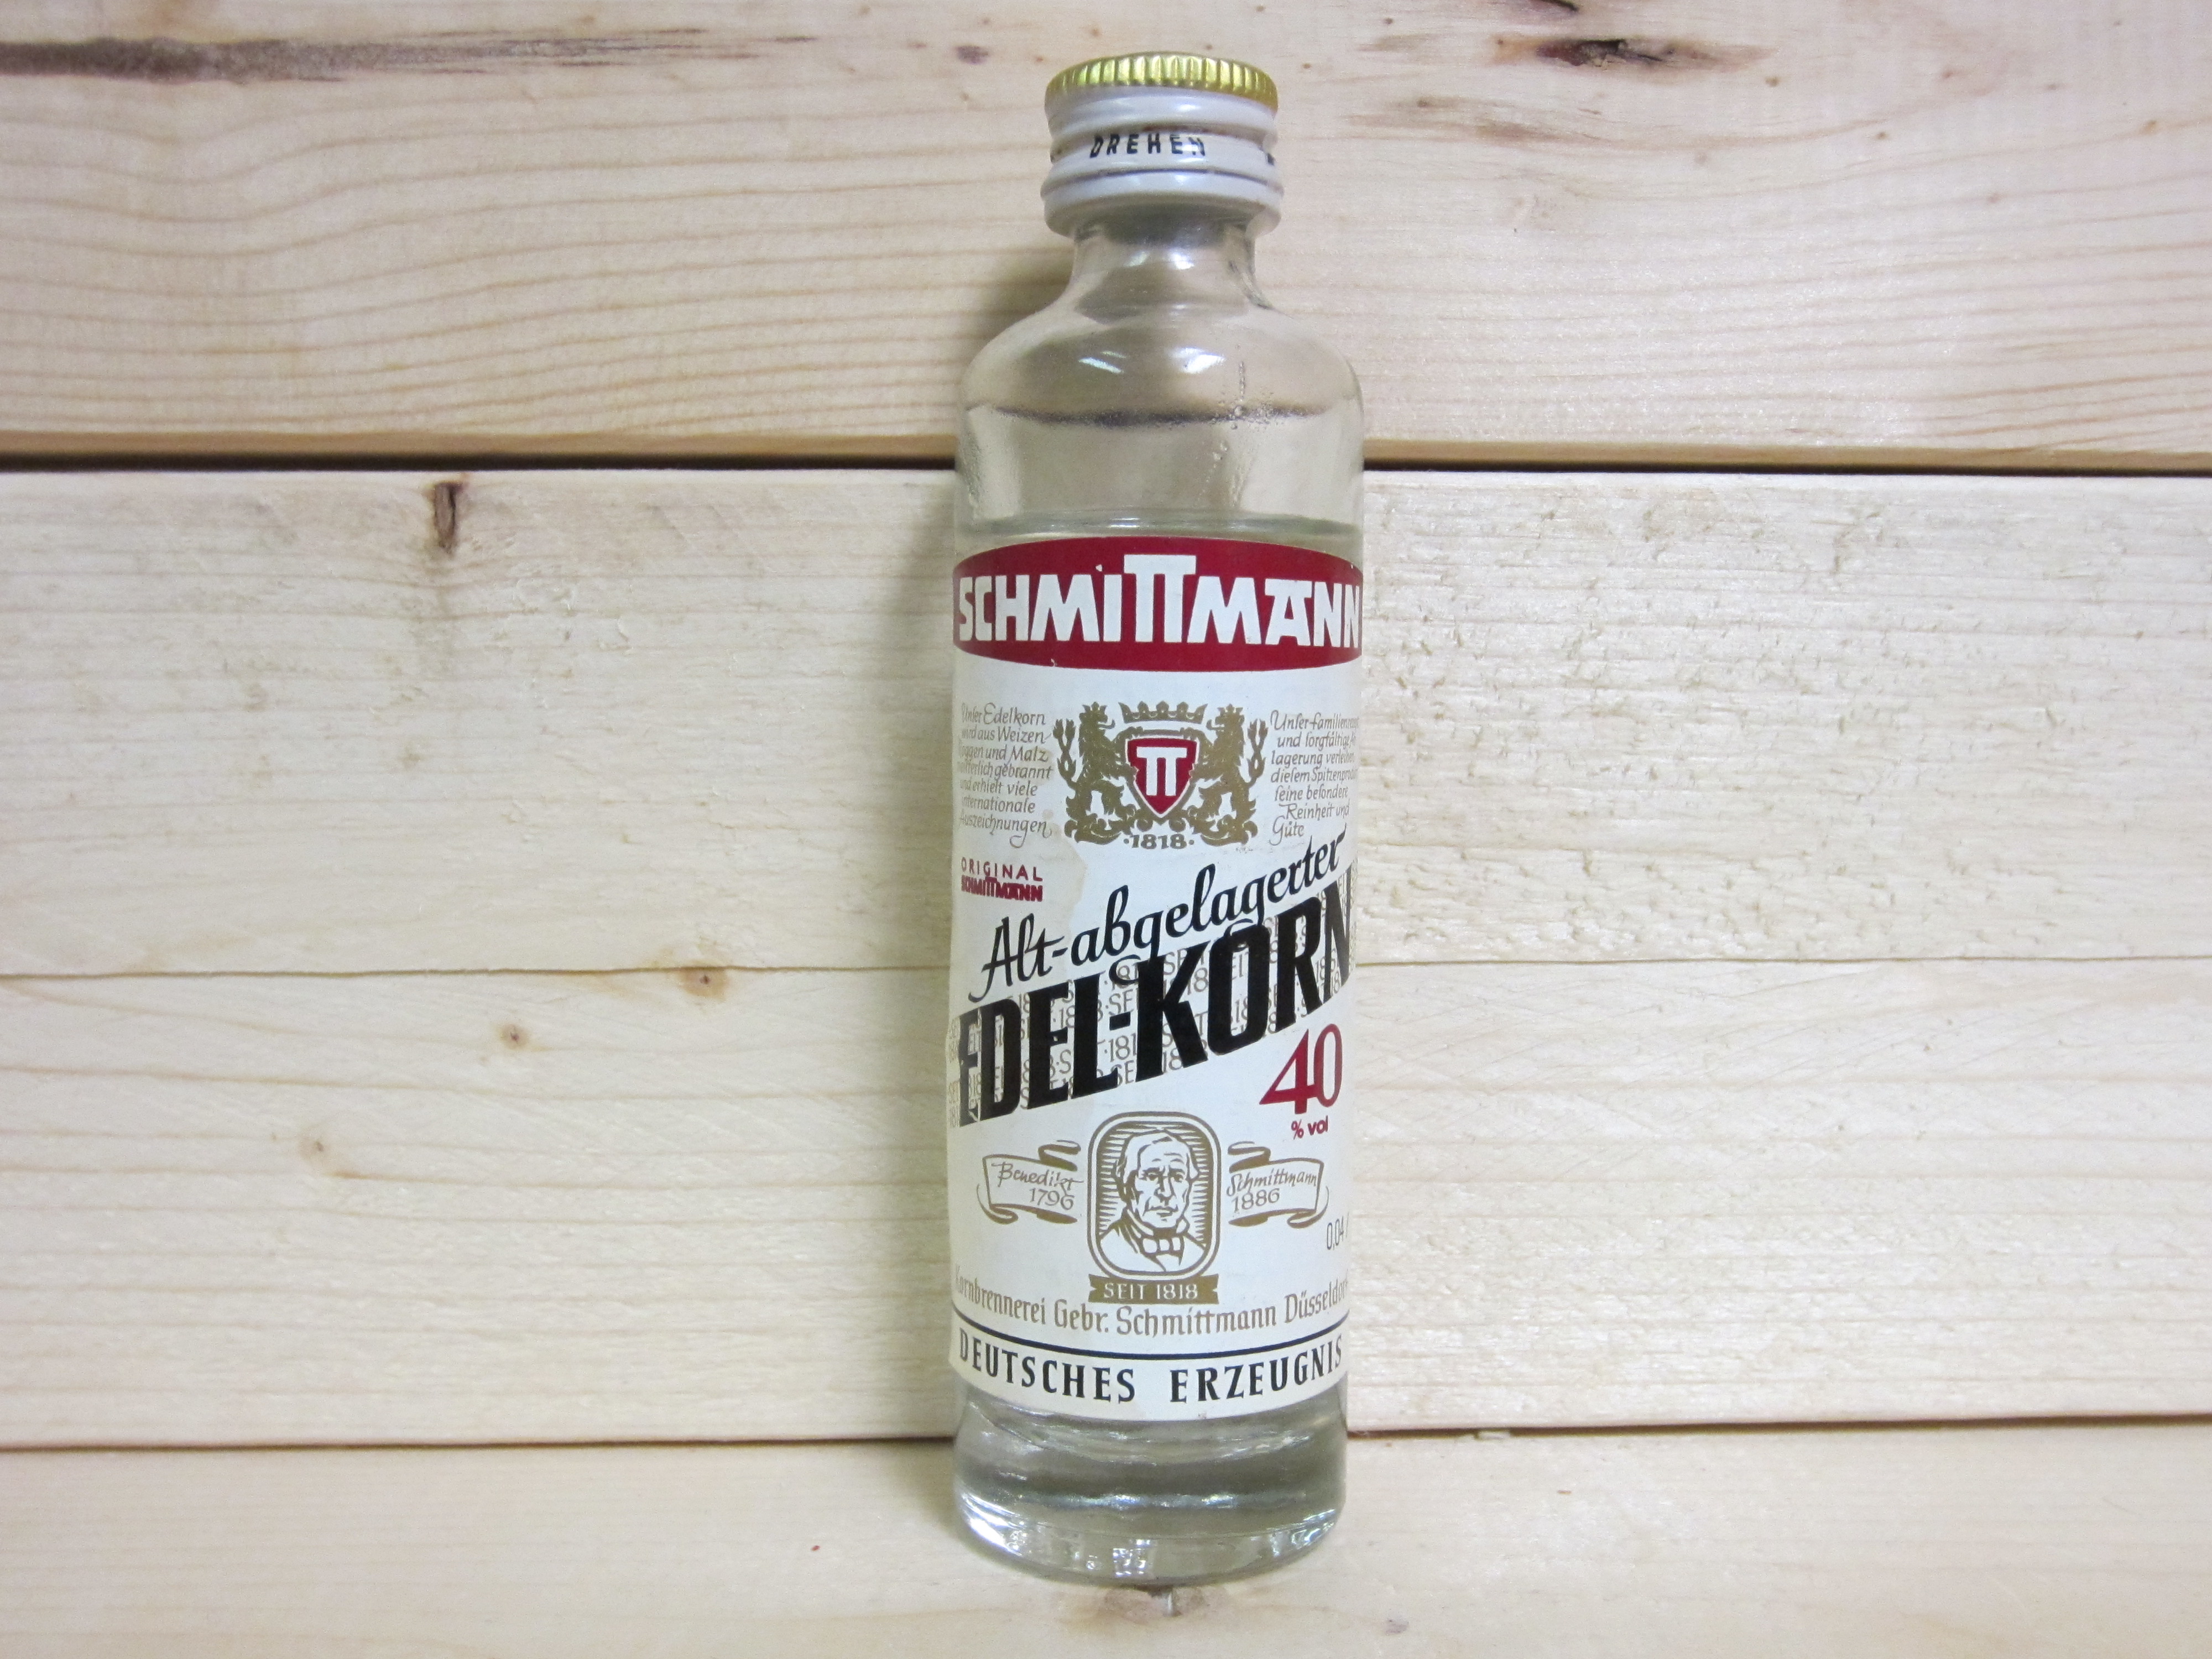 DREHEN
SCHMITTMANN
Unser Edelkorn
wird aus Weizen
und Malz
gebrannt
und erhielt viele
internationale
Auszeichnungen
TT
1818
Unser
und sorgfältige
lagerung
diesem
seine besondere
Reinheit und
Güte
ORIGINAL
SCHMITTMANN
Alt-abgelagerter
EDEL-KORN
40
% vol
Benedikt
1796
Schmittmann
1886
0,04
SEIT 1818
Kornbrennerei Gebr. Schmittmann Düsseldorf
DEUTSCHES ERZEUGNIS